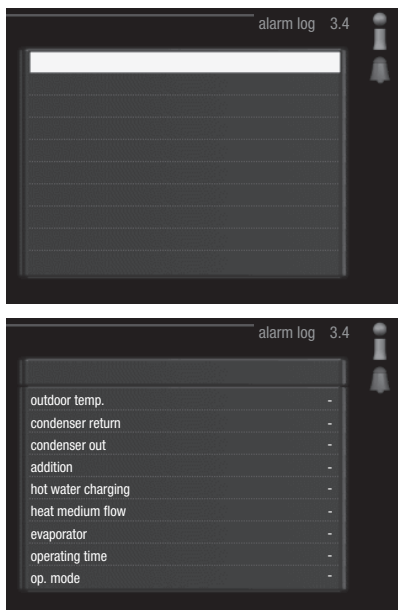 alarm log 3.4
alarm log 3.4
outdoor temp. -
condenser return -
condenser out -
addition -
hot water charging -
heat medium flow -
evaporator -
operating time -
op. mode -